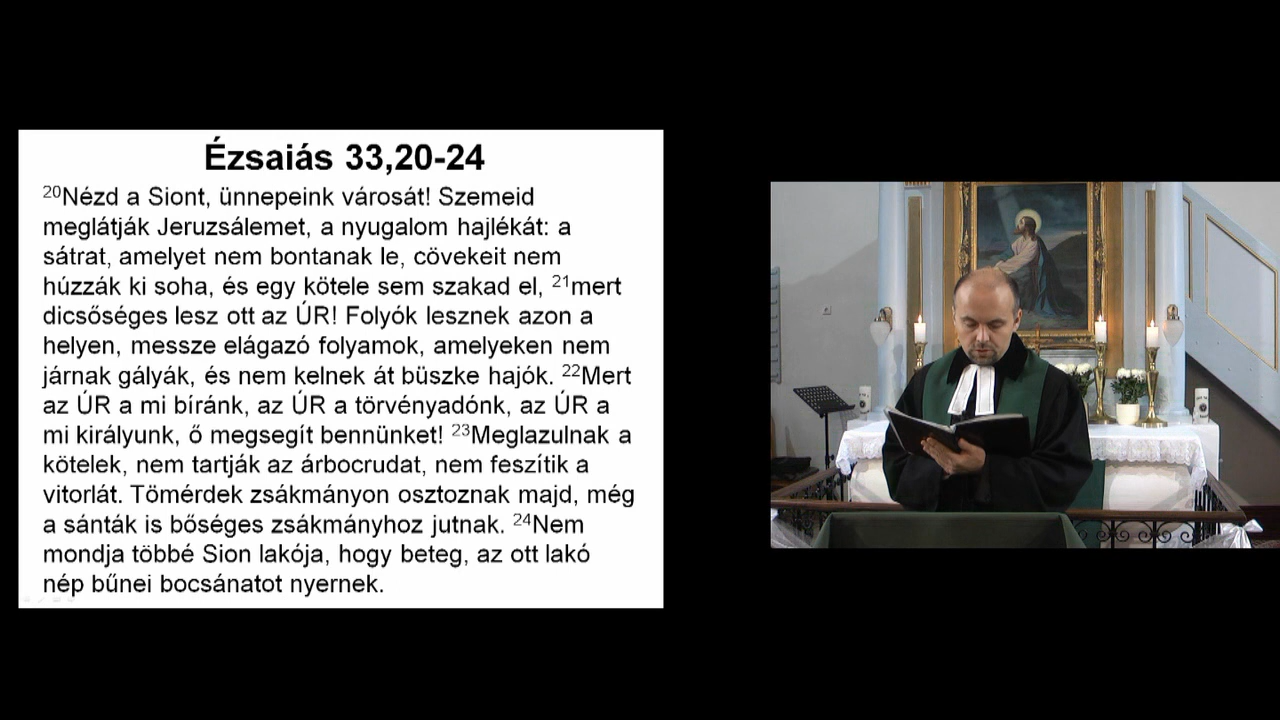 Ézsaiás 33,20-24
20Nézd a Siont, ünnepeink városát! Szemeid
meglátják Jeruzsálemet, a nyugalom hajlékát: a
sátrat, amelyet nem bontanak le, cövekeit nem
húzzák ki soha, és egy kötele sem szakad el, 21mert
dicsőséges lesz ott az ÚR! Folyók lesznek azon a
helyen, messze elágazó folyamok, amelyeken nem
járnak gályák, és nem kelnek át büszke hajók. 22Mert
az ÚR a mi bíránk, az ÚR a törvényadónk, az ÚR a
mi királyunk, ő megsegít bennünket! 23Meglazulnak a
kötelek, nem tartják az árbocrudat, nem feszítik a
vitorlát. Tömérdek zsákmányon osztoznak majd, még
a sánták is bőséges zsákmányhoz jutnak. 24Nem
mondja többé Sion lakója, hogy beteg, az ott lakó
nép bűnei bocsánatot nyernek.